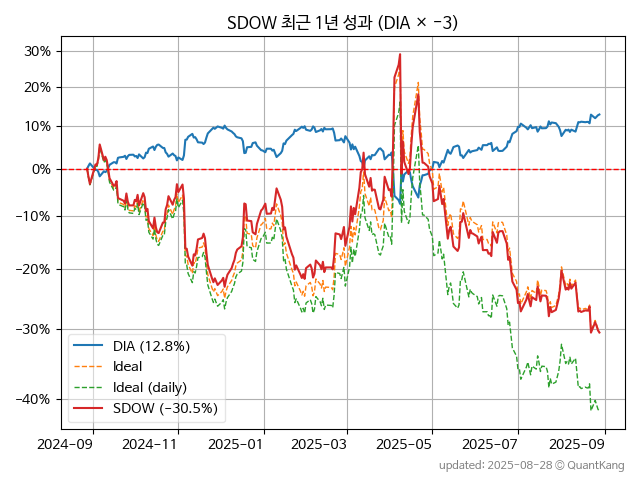 SDOW 최근 1년 성과 (DIA × −3)
30%
20%
10%
0%
−10%
−20%
−30%
−40%
DIA (12.8%)
Ideal
Ideal (daily)
SDOW (−30.5%)
2024-09
2024-11
2025-01
2025-03
2025-05
2025-07
2025-09
updated: 2025-08-28 © QuantKang